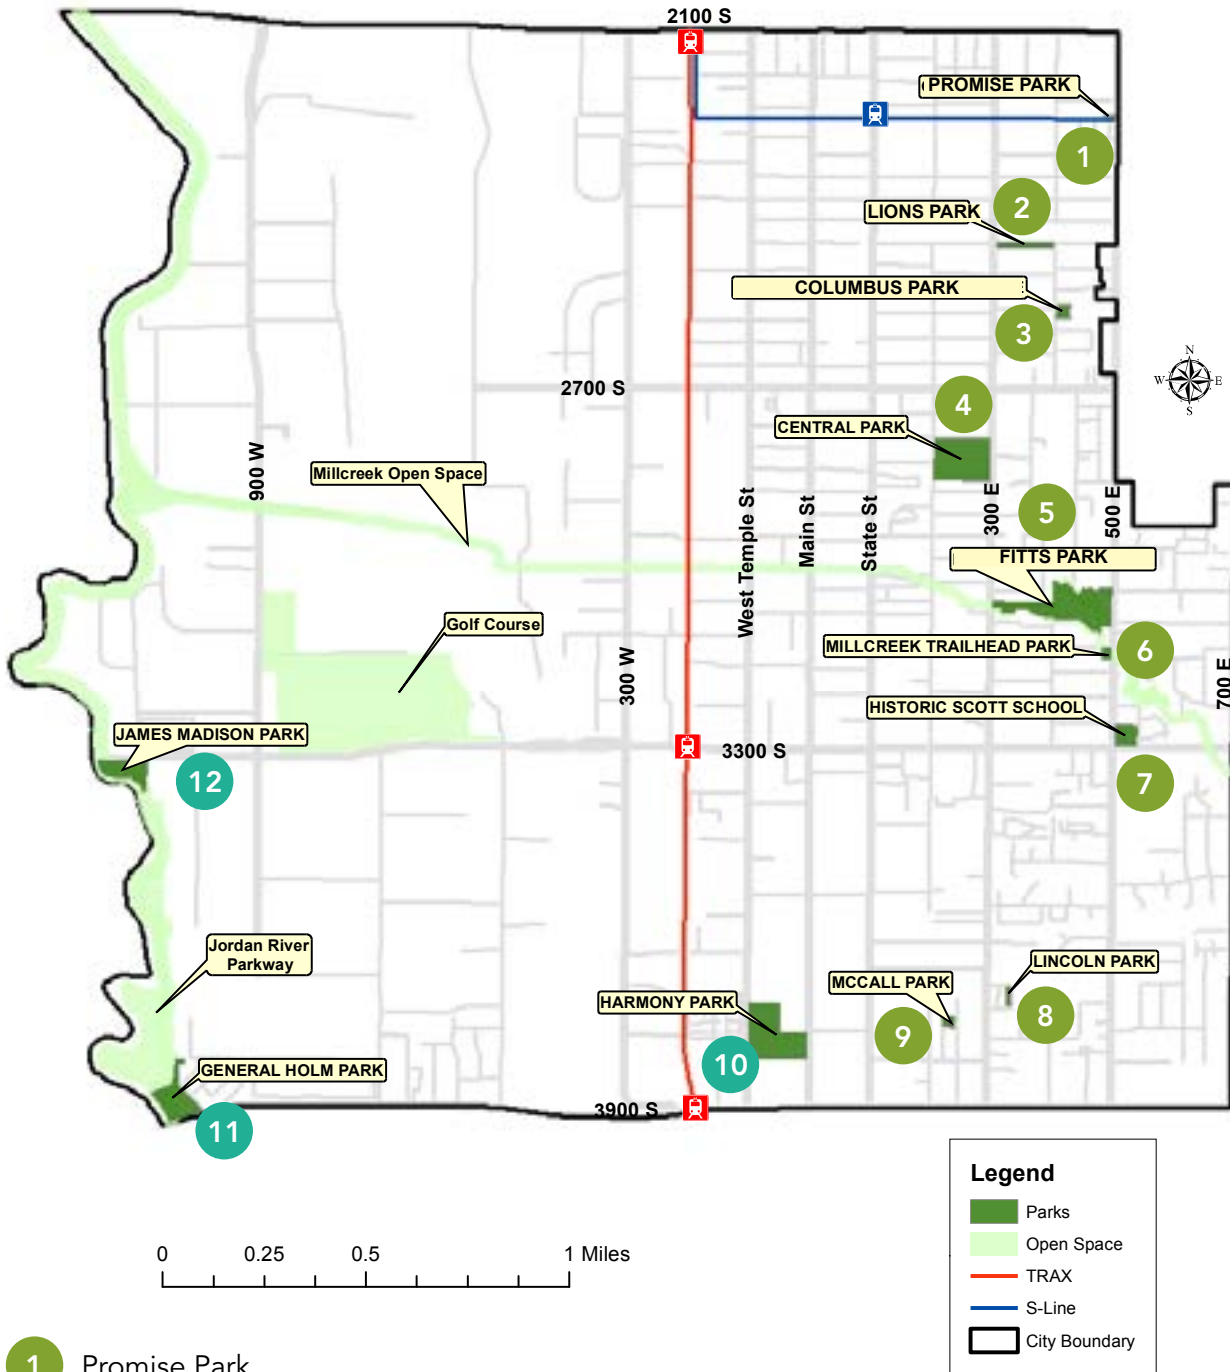 2100 S
PROMISE PARK
1
2
LIONS PARK
COLUMBUS PARK
3
N
W E
S
2700 S
4
CENTRAL PARK
900 W
Millcreek Open Space
300 E
5
500 E
West Temple St
Main St
State St
FITTS PARK
Golf Course
MILLCREEK TRAILHEAD PARK
6
300 W
700 E
HISTORIC SCOTT SCHOOL
JAMES MADISON PARK
3300 S
12
7
Jordan River
Parkway
LINCOLN PARK
MCCALL PARK
HARMONY PARK
8
9
10
GENERAL HOLM PARK
3900 S
11
Legend
Parks
Open Space
TRAX
S-Line
City Boundary
0 0.25 0.5 1 Miles
1 Promise Park